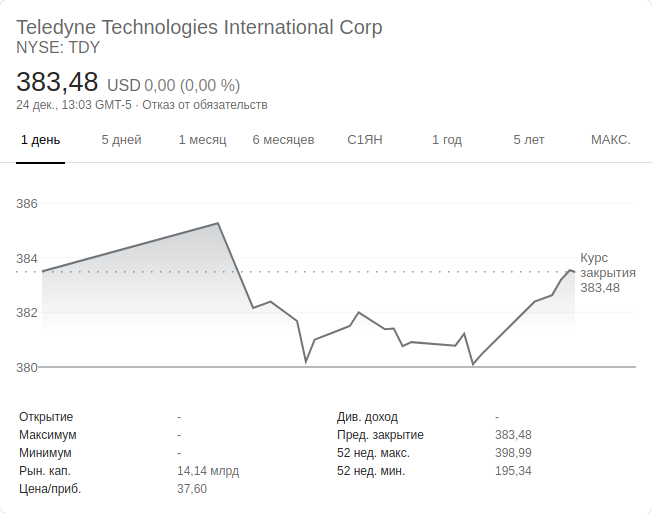 Teledyne Technologies International Corp
NYSE: TDY
383,48 USD 0,00 (0,00 %)
24 дек., 13:03 GMT-5 · Отказ от обязательств
1 день 5 дней 1 месяц 6 месяцев С1ЯН 1 год 5 лет МАКС.
386
384
382
380
Курс
закрытия
383,48
Открытие -
Максимум -
Минимум -
Рын. кап. 14,14 млрд
Цена/приб. 37,60
Див. доход -
Пред. закрытие 383,48
52 нед. макс. 398,99
52 нед. мин. 195,34